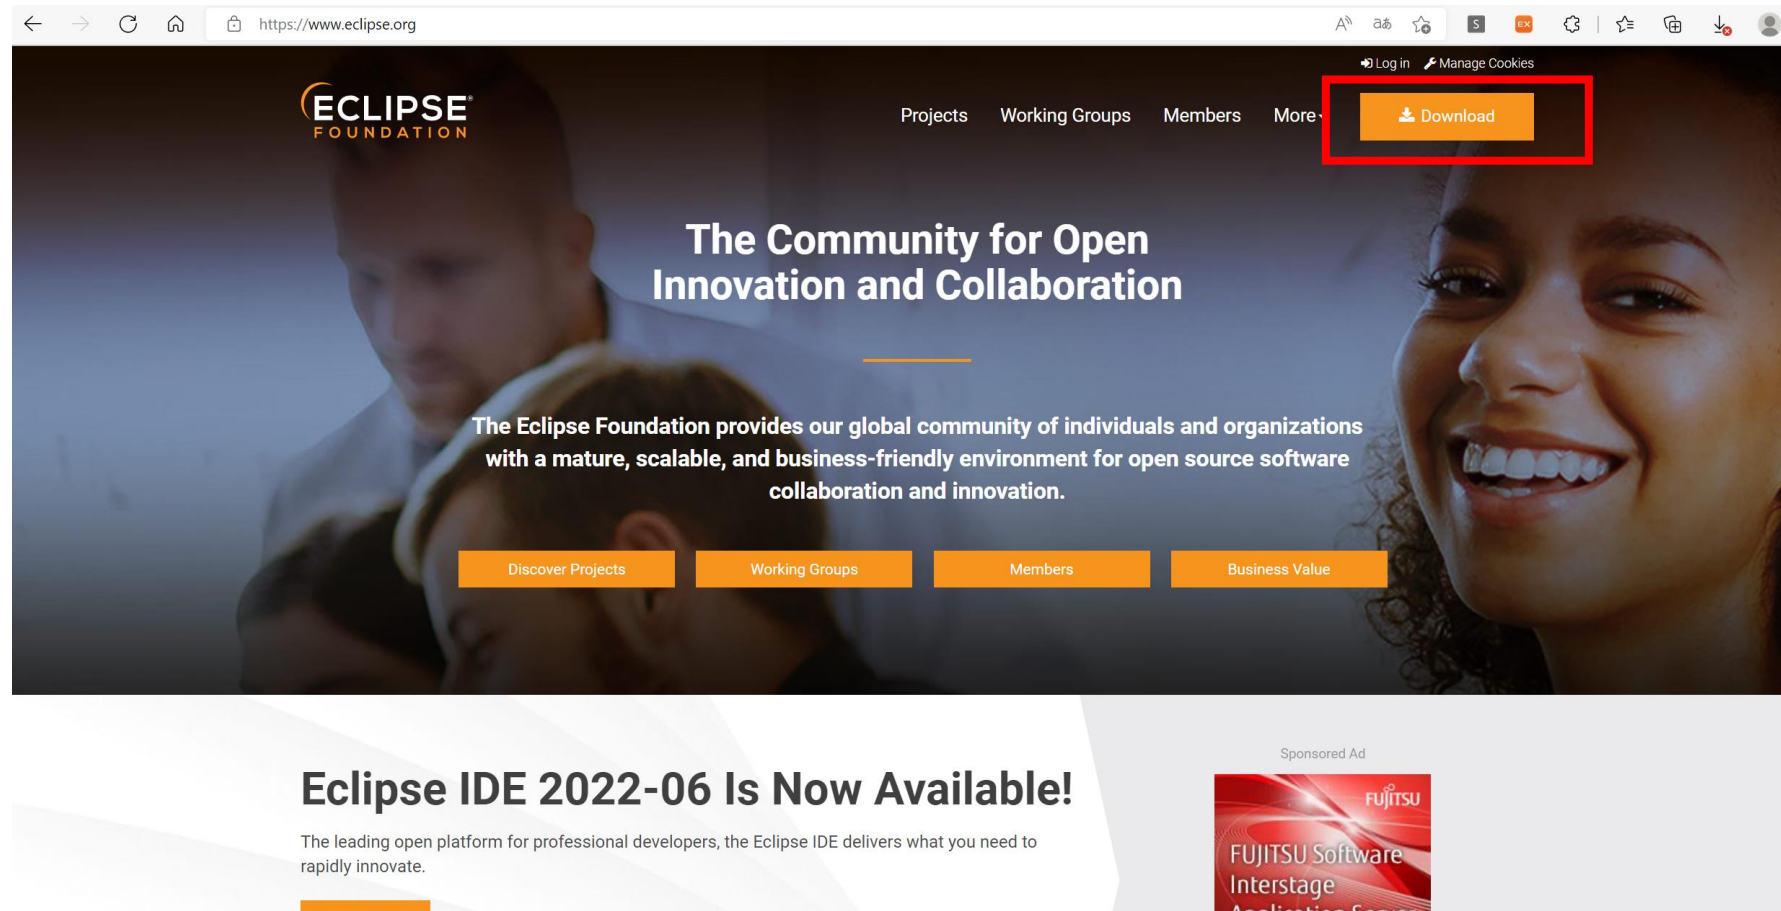 https://www.eclipse.org
Log in Manage Cookies
ECLIPSE
FOUNDATION
Projects Working Groups Members More Download
The Community for Open
Innovation and Collaboration
The Eclipse Foundation provides our global community of individuals and organizations
with a mature, scalable, and business-friendly environment for open source software
collaboration and innovation.
Discover Projects Working Groups Members Business Value
Eclipse IDE 2022-06 Is Now Available!
The leading open platform for professional developers, the Eclipse IDE delivers what you need to
rapidly innovate.
Sponsored Ad
FUJITSU
FUJITSU Software
Interstage